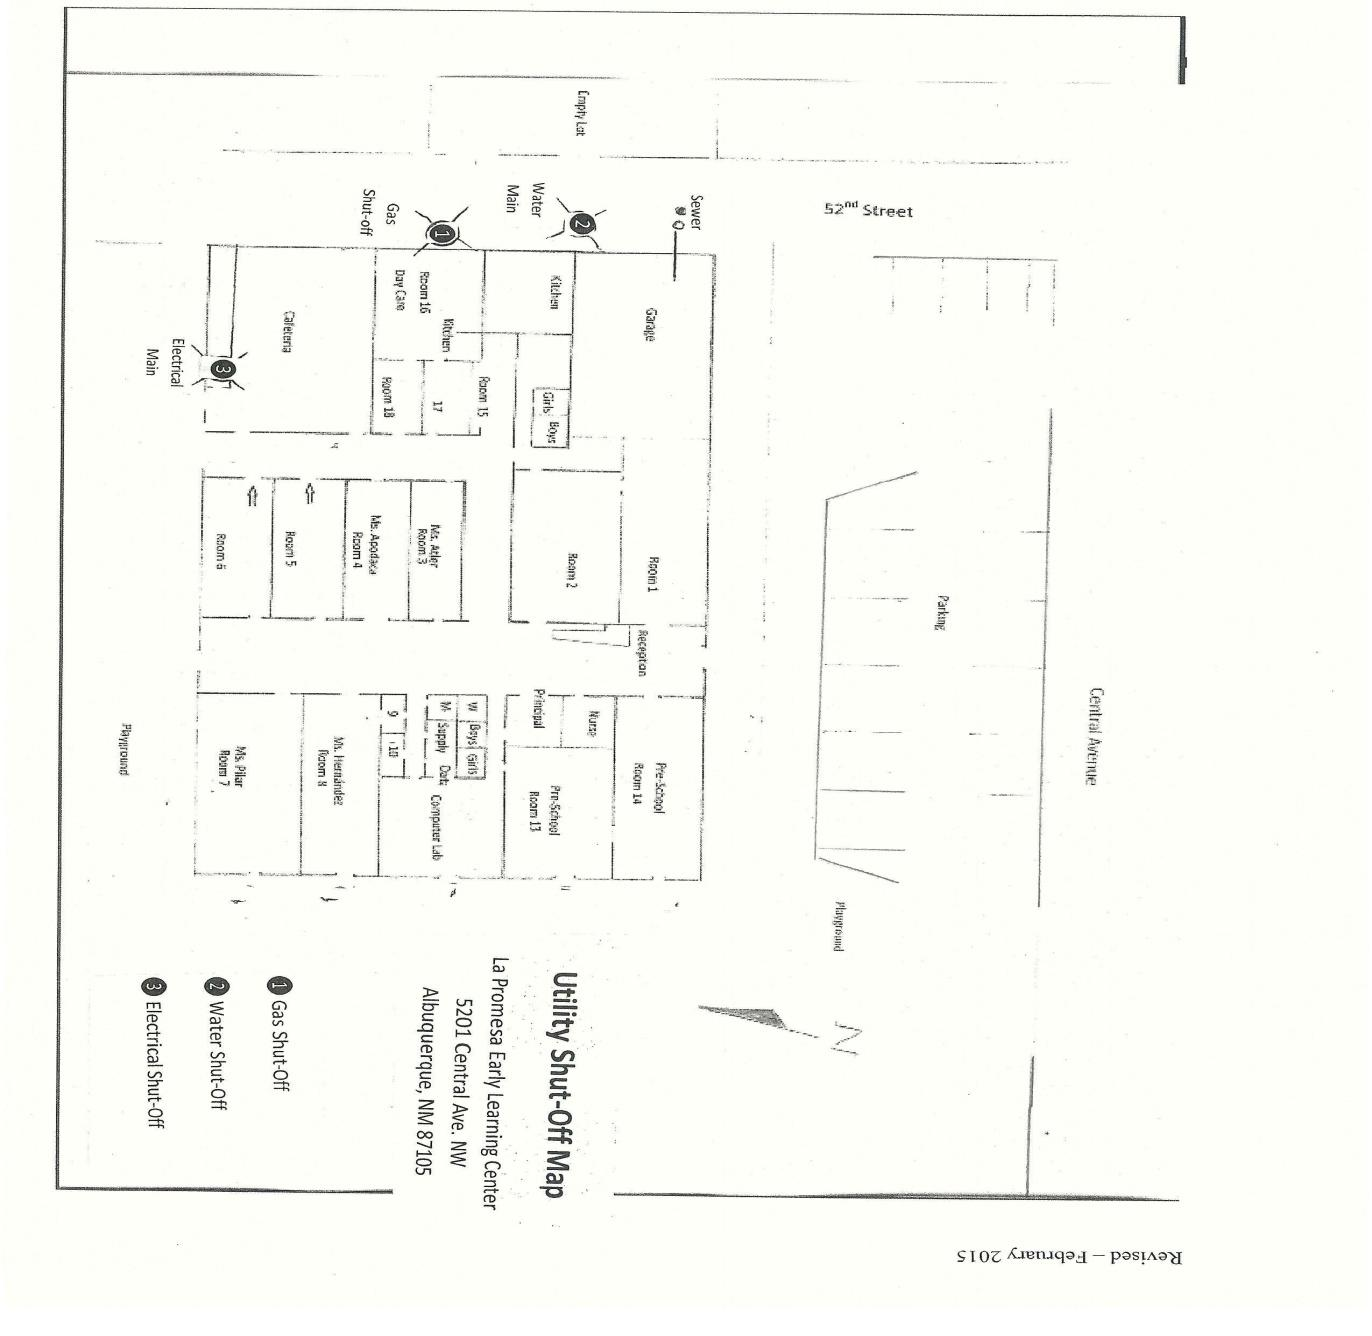 Empty Lot
52nd Street
Sewer
Water
Main
2
Gas
Shut-off
1
Garage
Kitchen
Room 16
Day Care
Kitchen
Cafeteria
Electrical
Main
3
Girls
Boys
Room 15
17
Room 18
Room 1
Room 2
Ms. Adler
Room 3
Ms. Apodaca
Room 4
Room 5
Room 6
Reception
Parking
Central Avenue
Nurse
Principal
W
Boys
Girls
M
Supply
Data
Computer Lab
9
10
Pre-School
Room 14
Pre-School
Room 13
Ms. Hernández
Room 8
Ms. Pilar
Room 7
Playground
Playground
N
Utility Shut-Off Map
La Promesa Early Learning Center
5201 Central Ave. NW
Albuquerque, NM 87105
1 Gas Shut-Off
2 Water Shut-Off
3 Electrical Shut-Off
Revised – February 2015